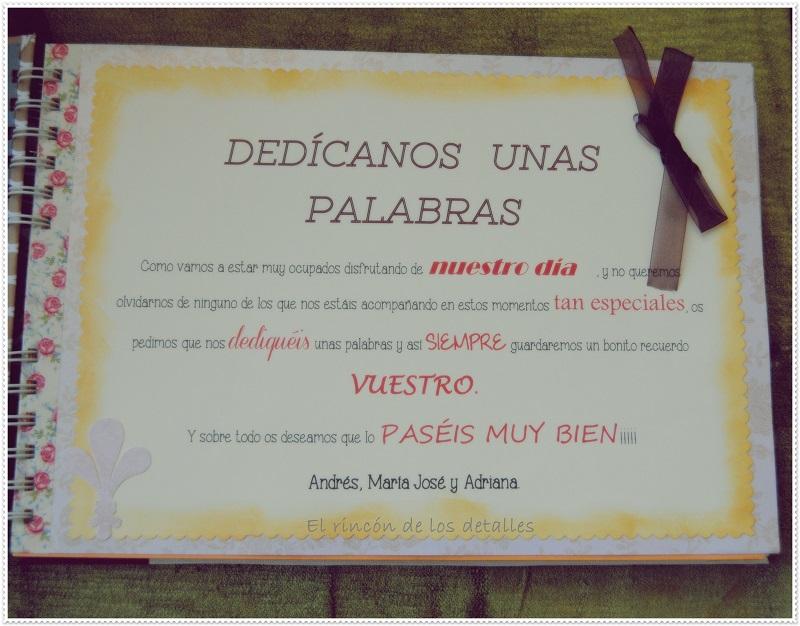 DEDÍCANOS UNAS
PALABRAS
Como vamos a estar muy ocupados disfrutando de nuestro dia , y no queremos
olvidarnos de ninguno de los que nos estáis acompañando en estos momentos tan especiales, os
pedimos que nos dediquéis unas palabras y asi SIEMPRE guardaremos un bonito recuerdo
VUESTRO.
Y sobre todo os deseamos que lo PASÉIS MUY BIEN¡¡¡¡¡
Andrés, Maria José y Adriana.
El rincón de los detalles